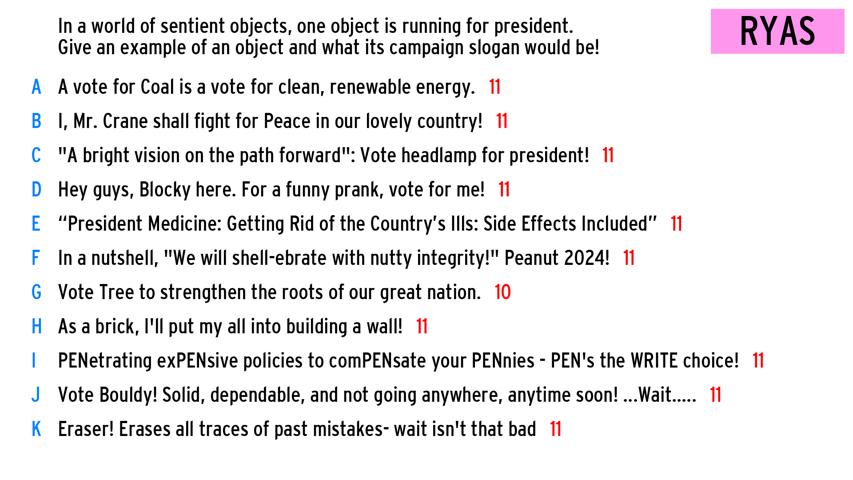 In a world of sentient objects, one object is running for president.
Give an example of an object and what its campaign slogan would be!
RYAS
A A vote for Coal is a vote for clean, renewable energy. 11
B I, Mr. Crane shall fight for Peace in our lovely country! 11
C "A bright vision on the path forward": Vote headlamp for president! 11
D Hey guys, Blocky here. For a funny prank, vote for me! 11
E “President Medicine: Getting Rid of the Country’s Ills: Side Effects Included” 11
F In a nutshell, "We will shell-ebrate with nutty integrity!" Peanut 2024! 11
G Vote Tree to strengthen the roots of our great nation. 10
H As a brick, I'll put my all into building a wall! 11
I PENetrating exPENsive policies to comPENsate your PENnies - PEN's the WRITE choice! 11
J Vote Bouldy! Solid, dependable, and not going anywhere, anytime soon! ...Wait..... 11
K Eraser! Erases all traces of past mistakes- wait isn't that bad 11